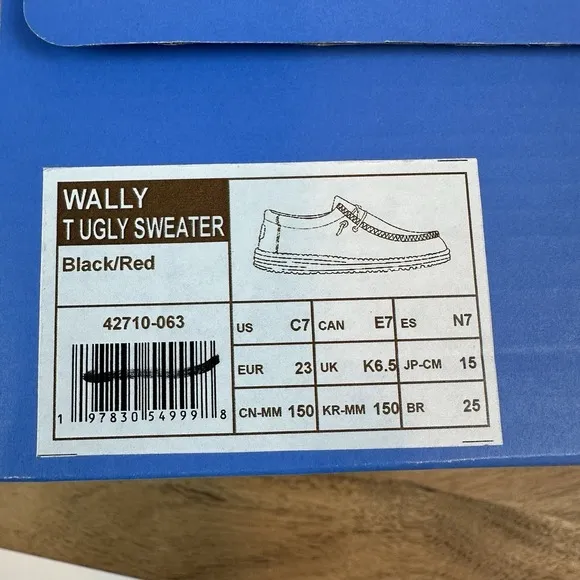 WALLY
T UGLY SWEATER
Black/Red
42710-063
1 97830 54999 8
US C7 CAN E7 ES N7
EUR 23 UK K6.5 JP-CM 15
CN-MM 150 KR-MM 150 BR 25